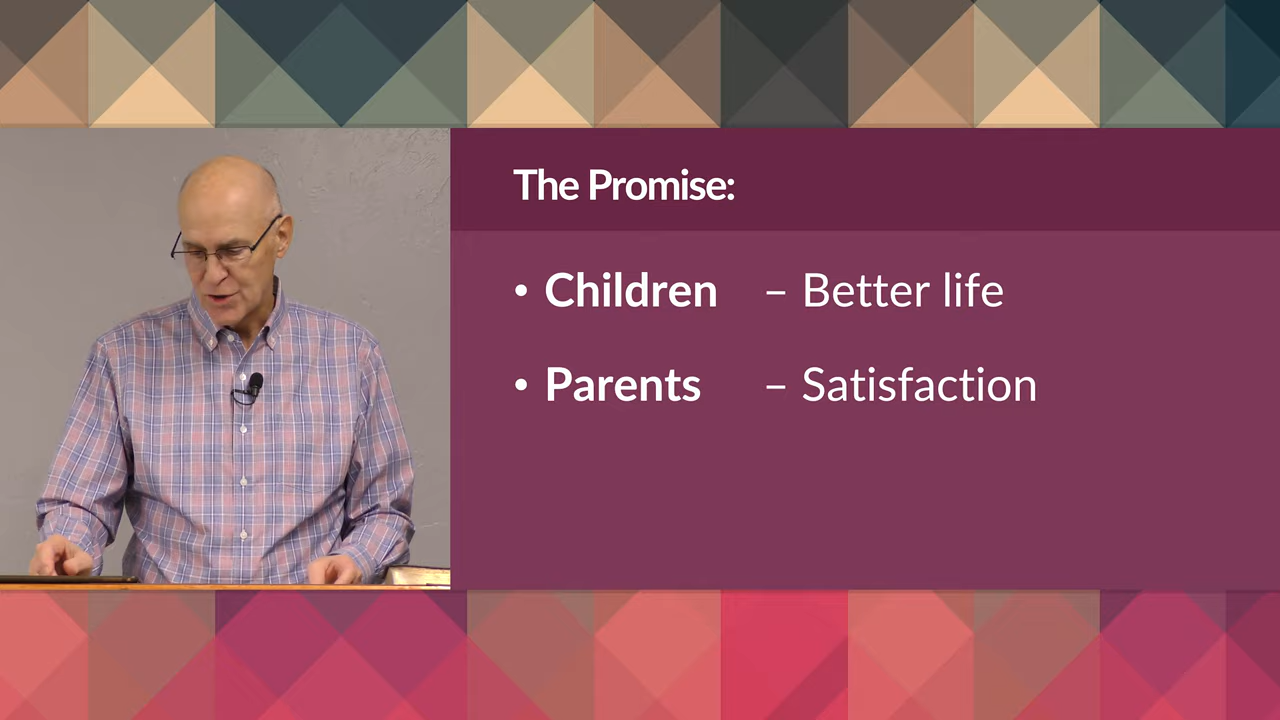 The Promise:
• Children – Better life
• Parents – Satisfaction